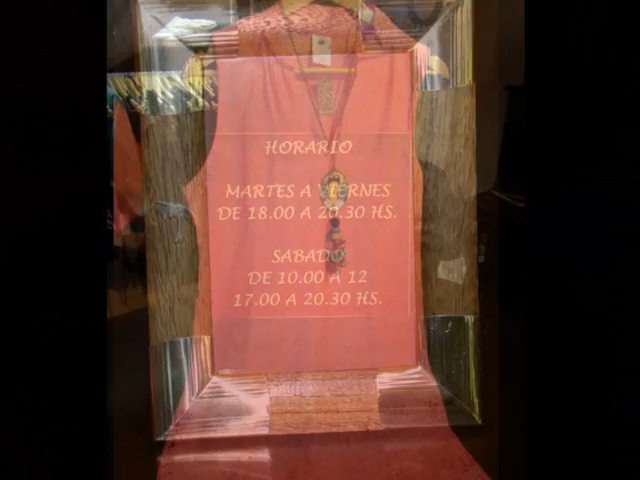 HORARIO
MARTES A VIERNES
DE 18.00 A 20.30 HS.
SABADO
DE 10.00 A 12
17.00 A 20.30 HS.